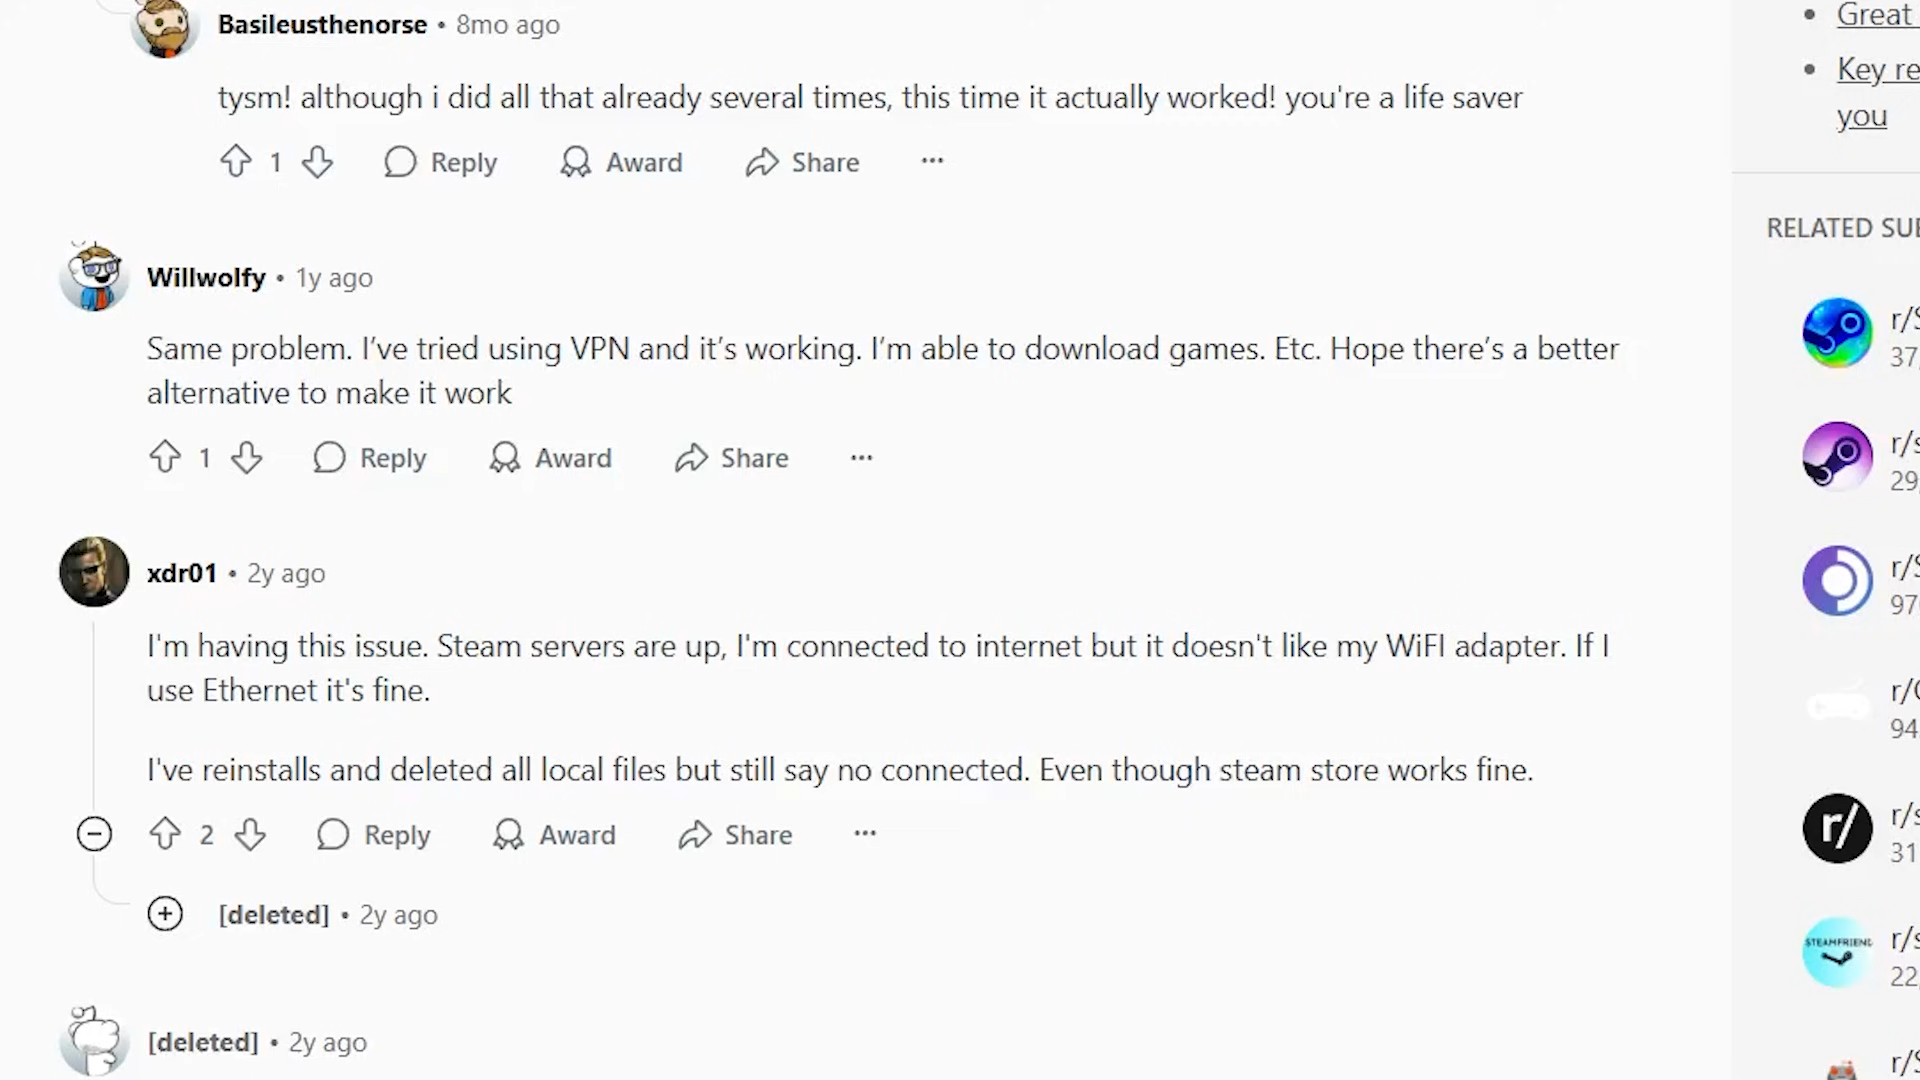 Basileusthenorse • 8mo ago
tysm! although i did all that already several times, this time it actually worked! you're a life saver
1 Reply Award Share ...
Willwolfy • 1y ago
Same problem. I’ve tried using VPN and it’s working. I’m able to download games. Etc. Hope there’s a better
alternative to make it work
1 Reply Award Share ...
xdr01 • 2y ago
I'm having this issue. Steam servers are up, I'm connected to internet but it doesn't like my WiFI adapter. If I
use Ethernet it's fine.
I've reinstalls and deleted all local files but still say no connected. Even though steam store works fine.
2 Reply Award Share ...
[deleted] • 2y ago
[deleted] • 2y ago
• Great
• Key re
you
RELATED SUB
r/S
37,
r/s
29,
r/S
97
r/
94
r/
r/s
31
STEAMFRIEND
r/s
22,
r/S